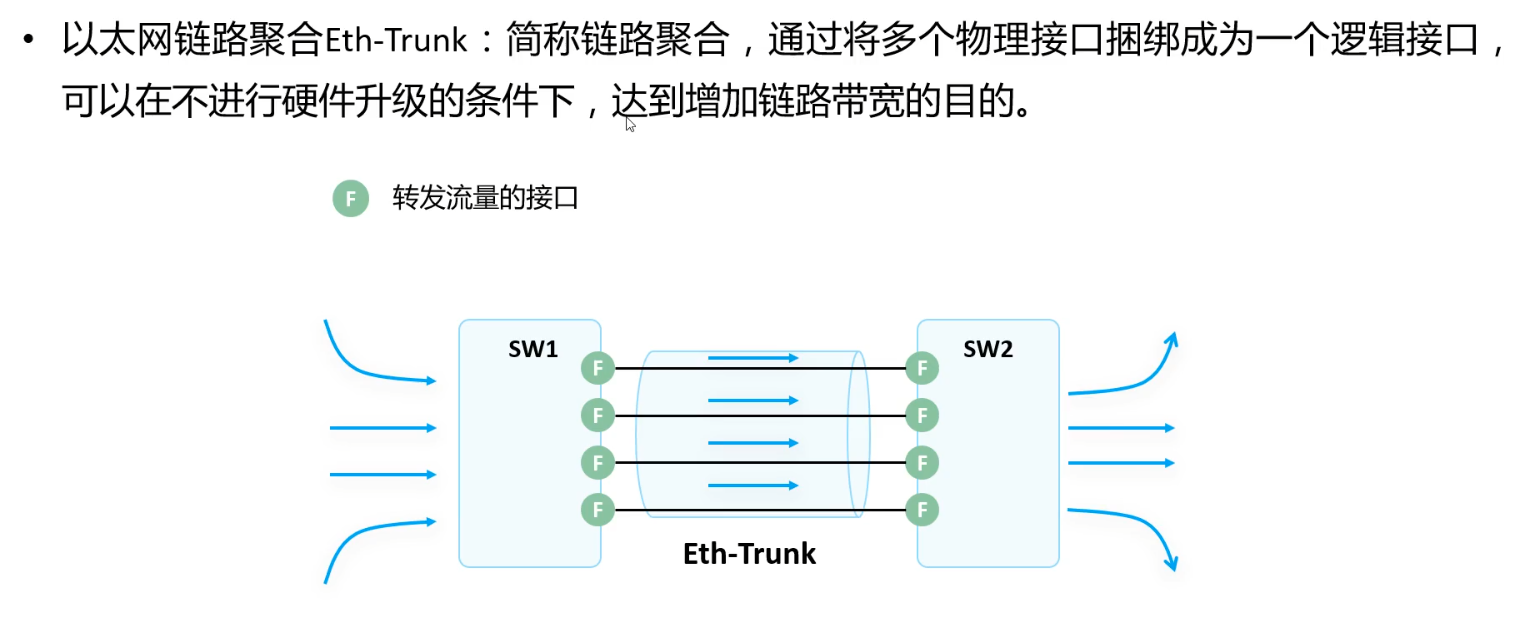 • 以太网链路聚合Eth-Trunk：简称链路聚合，通过将多个物理接口捆绑成为一个逻辑接口，
可以在不进行硬件升级的条件下，达到增加链路带宽的目的。
F 转发流量的接口
SW1 SW2
F F
F F
F F
F F
Eth-Trunk